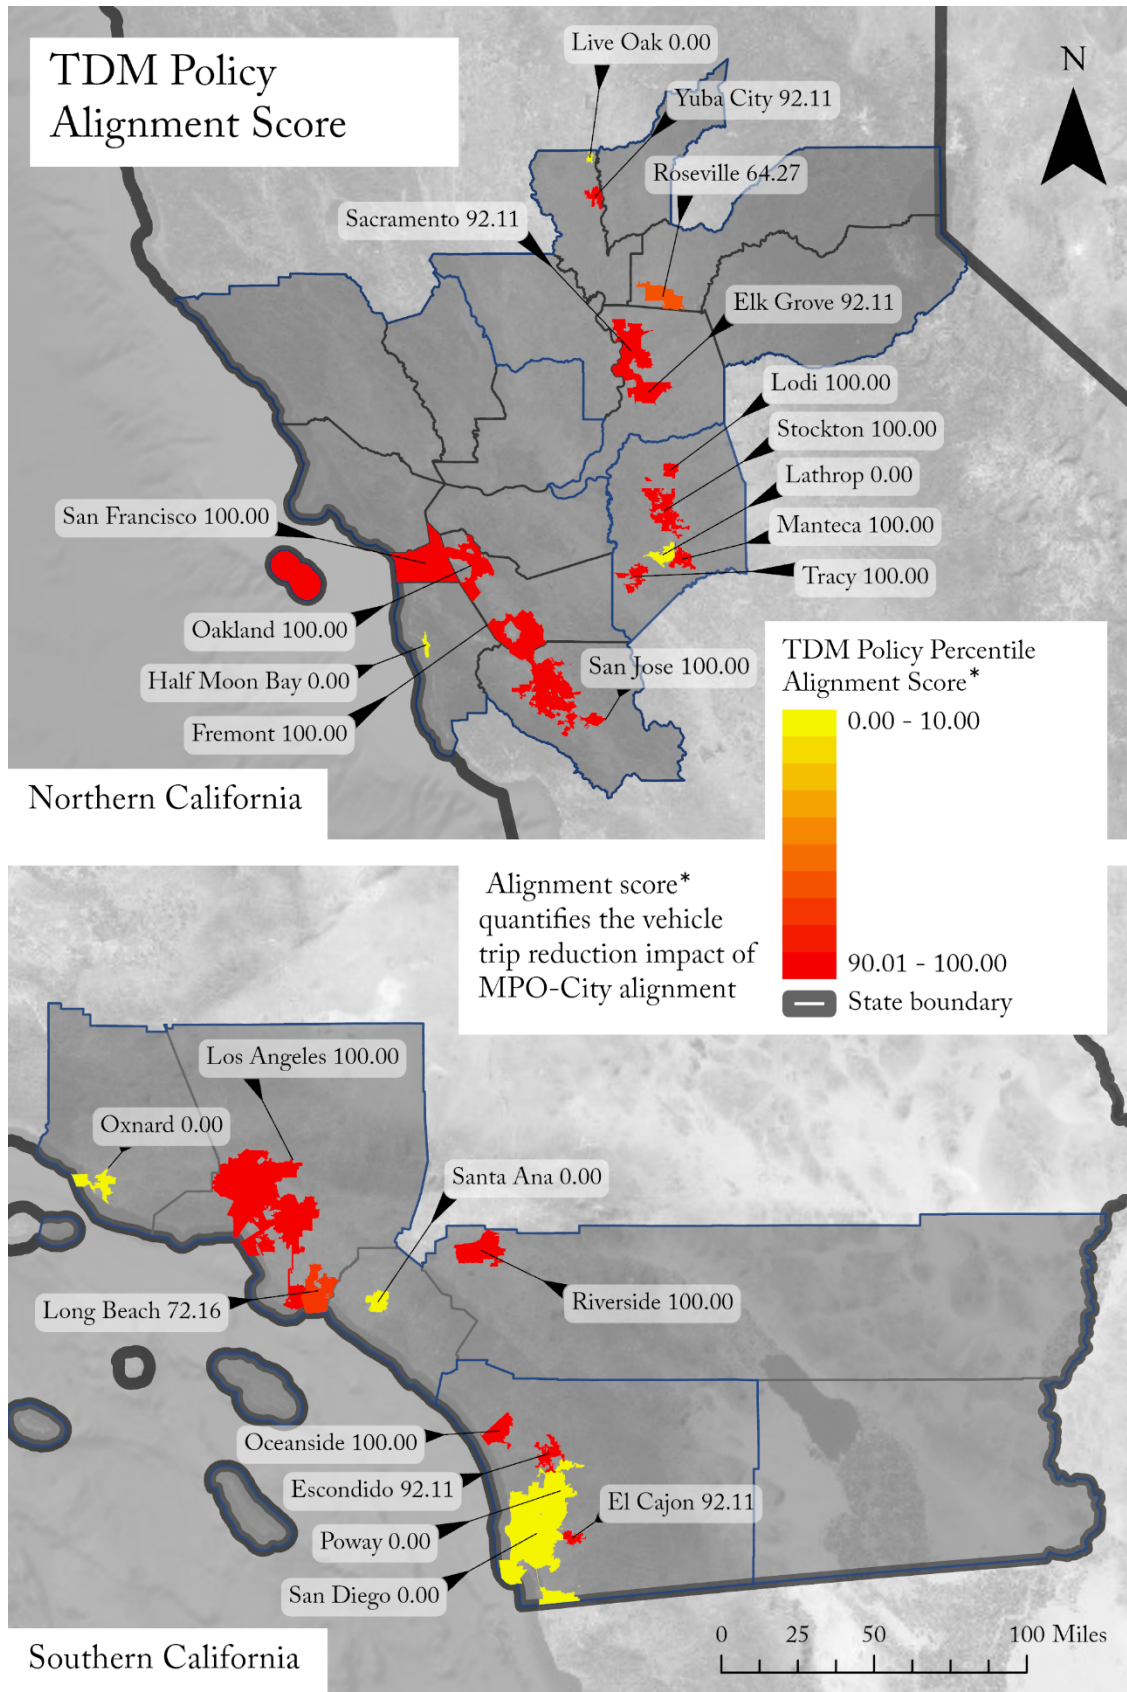 TDM Policy
Alignment Score
Live Oak 0.00
N
Yuba City 92.11
Roseville 64.27
Sacramento 92.11
Elk Grove 92.11
Lodi 100.00
Stockton 100.00
Lathrop 0.00
San Francisco 100.00
Manteca 100.00
Tracy 100.00
Oakland 100.00
Half Moon Bay 0.00
San Jose 100.00
Fremont 100.00
Northern California
TDM Policy Percentile
Alignment Score*
0.00 - 10.00
90.01 - 100.00
State boundary
Alignment score*
quantifies the vehicle
trip reduction impact of
MPO-City alignment
Los Angeles 100.00
Oxnard 0.00
Santa Ana 0.00
Long Beach 72.16
Riverside 100.00
Oceanside 100.00
Escondido 92.11
El Cajon 92.11
Poway 0.00
San Diego 0.00
Southern California
0 25 50 100 Miles